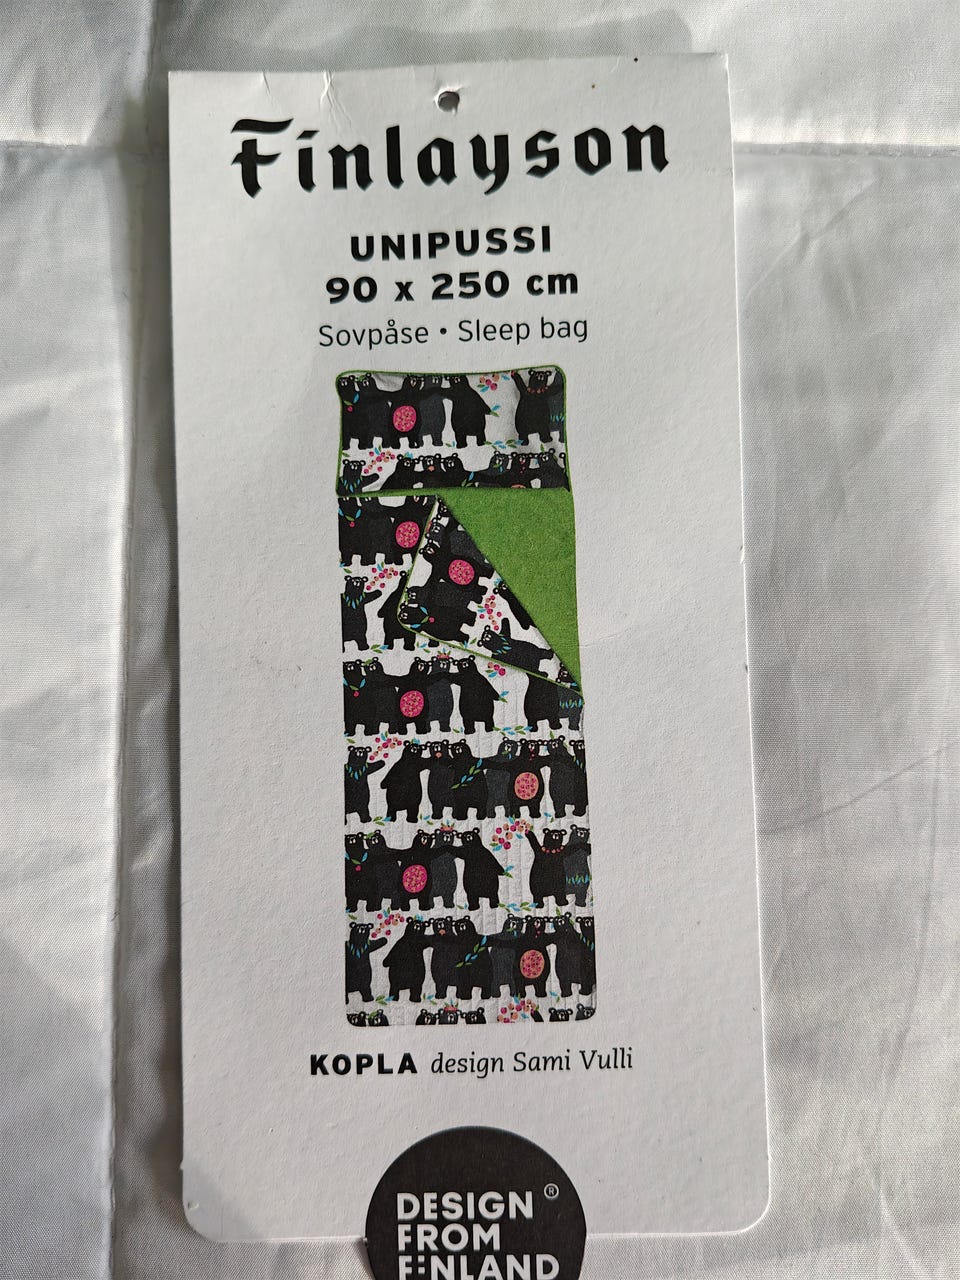 Finlayson
UNIPUSSI
90 x 250 cm
Sovpåse • Sleep bag
KOPLA design Sami Vulli
DESIGN ®
FROM
FINLAND